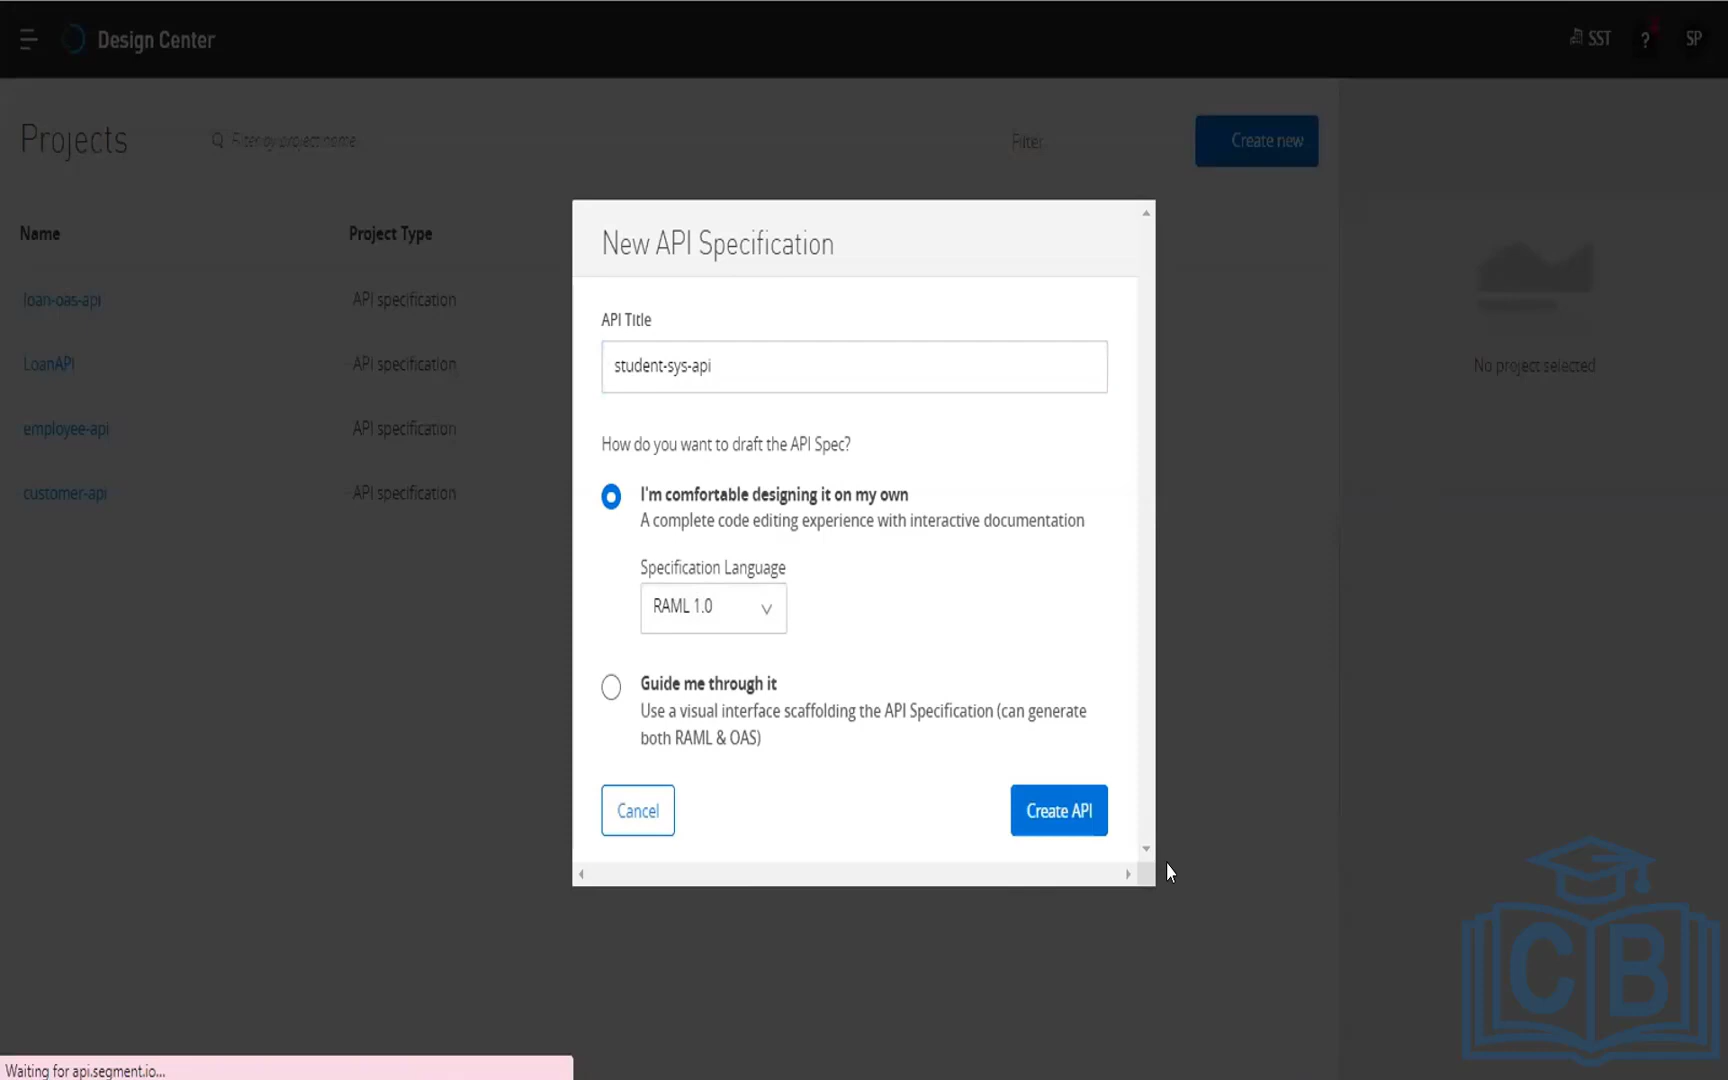 Design Center
SST
?
SP
Projects
Filter by project name
Filter
Create new
Name
Project Type
loan-oas-api
API specification
LoanAPI
API specification
employee-api
API specification
customer-api
API specification
No project selected
New API Specification
API Title
student-sys-api
How do you want to draft the API Spec?
I'm comfortable designing it on my own
A complete code editing experience with interactive documentation
Specification Language
RAML 1.0
Guide me through it
Use a visual interface scaffolding the API Specification (can generate
both RAML & OAS)
Cancel
Create API
CB
Waiting for api.segment.io...